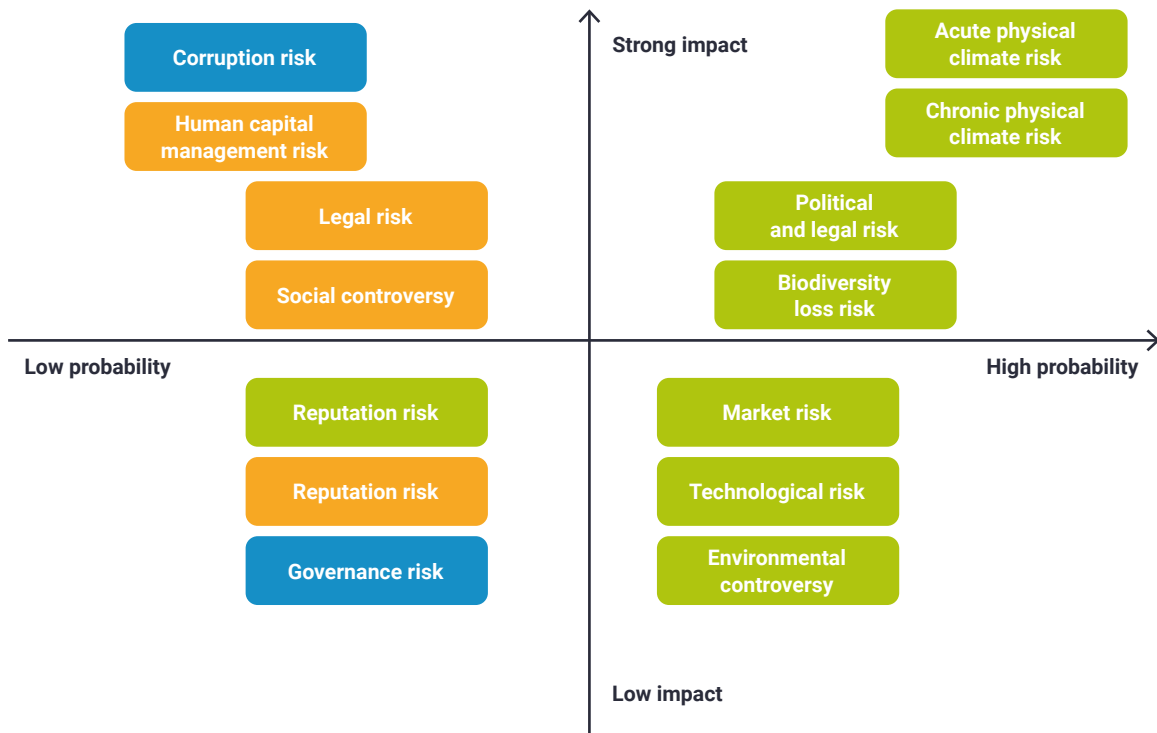 Corruption risk
Human capital
management risk
Legal risk
Social controversy
Strong impact
Acute physical
climate risk
Chronic physical
climate risk
Political
and legal risk
Biodiversity
loss risk
Low probability
High probability
Reputation risk
Reputation risk
Governance risk
Market risk
Technological risk
Environmental
controversy
Low impact